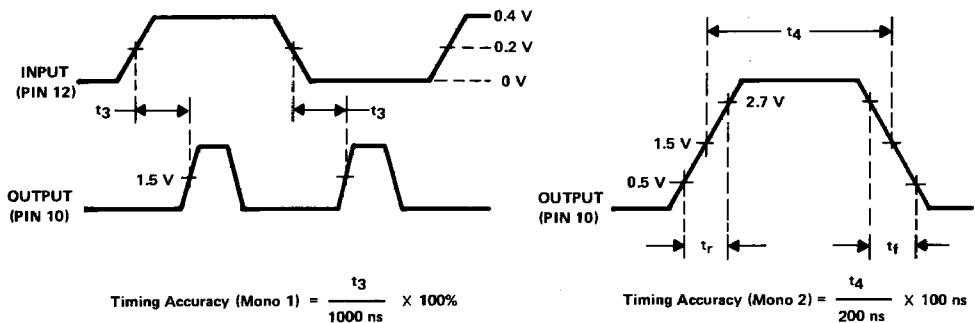 0.4 V
0.2 V
0 V
INPUT
(PIN 12)
t3
t3
1.5 V
OUTPUT
(PIN 10)
Timing Accuracy (Mono 1) = t3 / 1000 ns × 100%
t4
2.7 V
1.5 V
0.5 V
OUTPUT
(PIN 10)
tr
tf
Timing Accuracy (Mono 2) = t4 / 200 ns × 100 ns